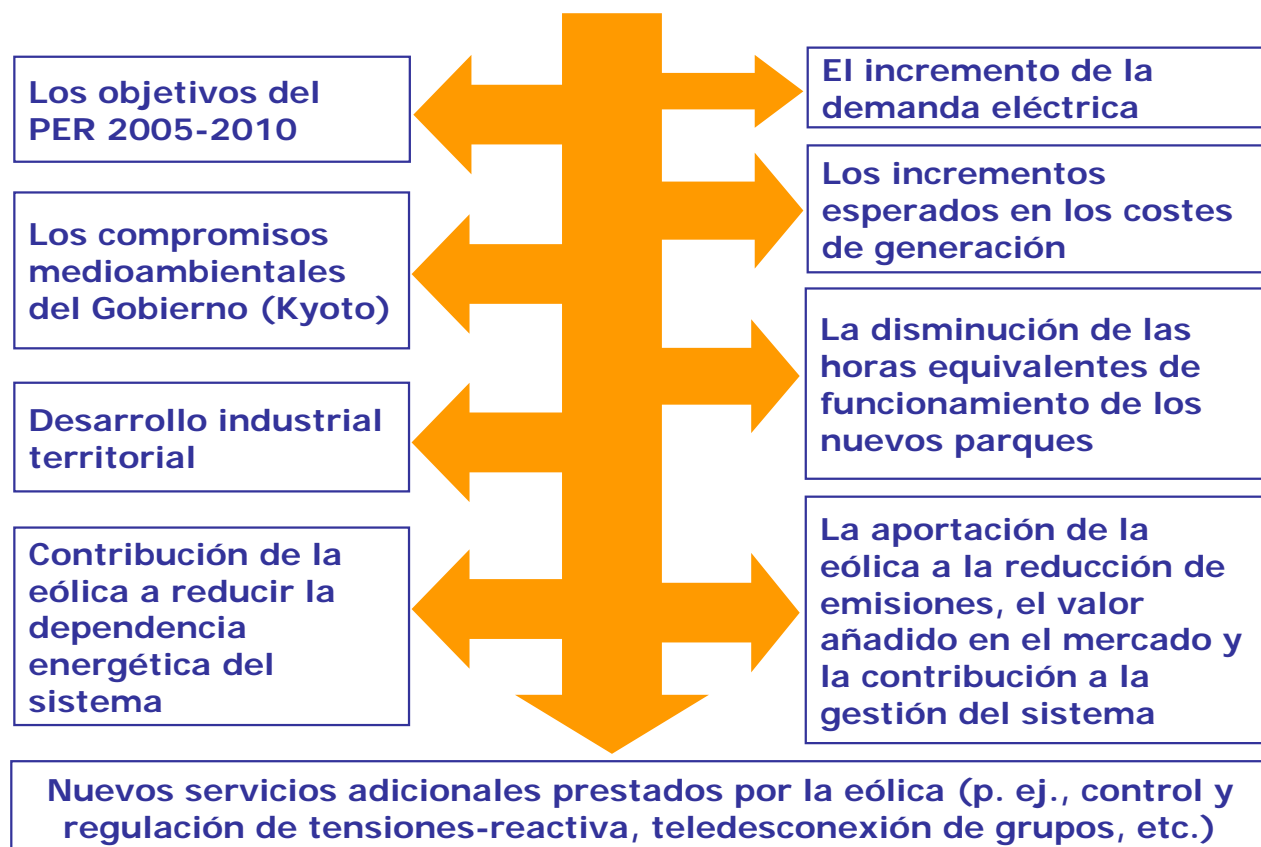 Los objetivos del
PER 2005-2010
Los compromisos
medioambientales
del Gobierno (Kyoto)
Desarrollo industrial
territorial
Contribución de la
eólica a reducir la
dependencia
energética del
sistema
El incremento de la
demanda eléctrica
Los incrementos
esperados en los costes
de generación
La disminución de las
horas equivalentes de
funcionamiento de los
nuevos parques
La aportación de la
eólica a la reducción de
emisiones, el valor
añadido en el mercado y
la contribución a la
gestión del sistema
Nuevos servicios adicionales prestados por la eólica (p. ej., control y
regulación de tensiones-reactiva, teledesconexión de grupos, etc.)